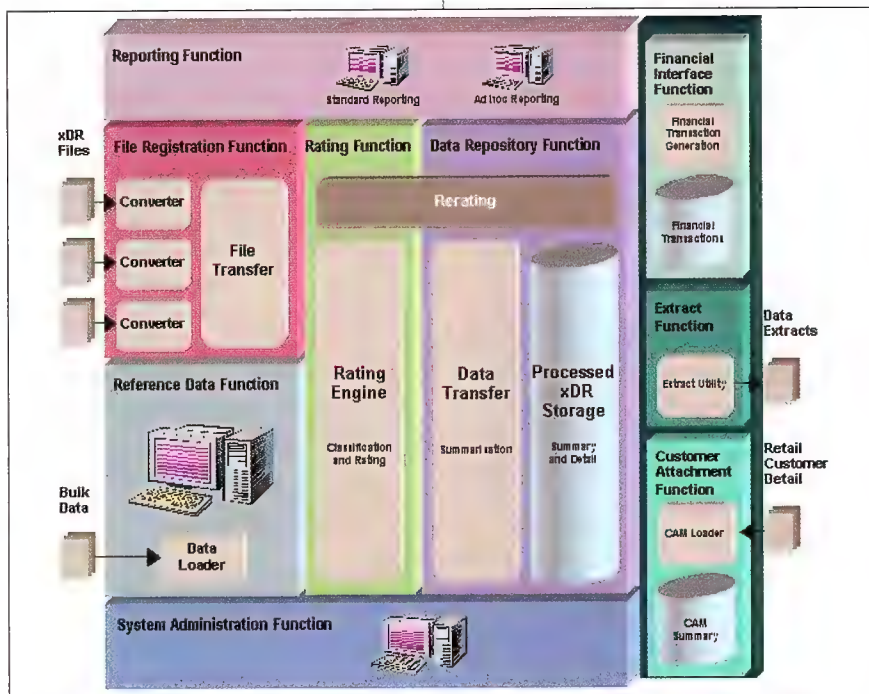 Reporting Function
Standard Reporting
Ad hoc Reporting
xDR
Files
File Registration Function
Converter
Converter
Converter
File
Transfer
Rating Function
Data Repository Function
Rerating
Rating
Engine
Classification
and Rating
Data
Transfer
Summarisation
Processed
xDR
Storage
Summary
and Detail
Reference Data Function
Bulk
Data
Data
Loader
System Administration Function
Financial
Interface
Function
Financial
Transaction
Generation
Financial
Transactions
Extract
Function
Extract Utility
Data
Extracts
Customer
Attachment
Function
Retail
Customer
Detail
CAM Loader
CAM
Summary